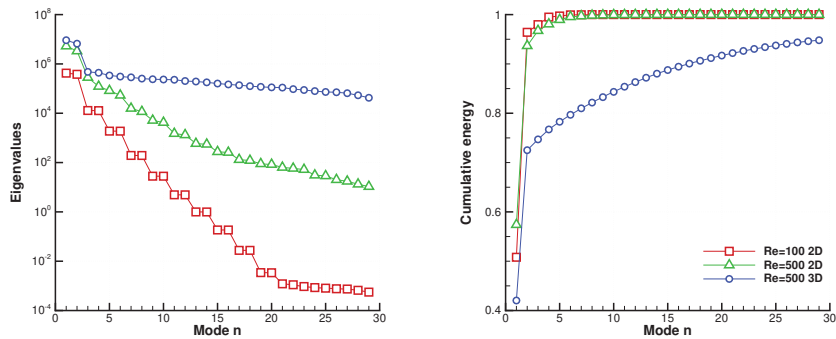 10^8
10^6
10^4
10^2
10^0
10^-2
10^-4
Eigenvalues
0 5 10 15 20 25 30
Mode n
1
0.8
0.6
0.4
Cumulative energy
0 5 10 15 20 25 30
Mode n
Re=100 2D
Re=500 2D
Re=500 3D